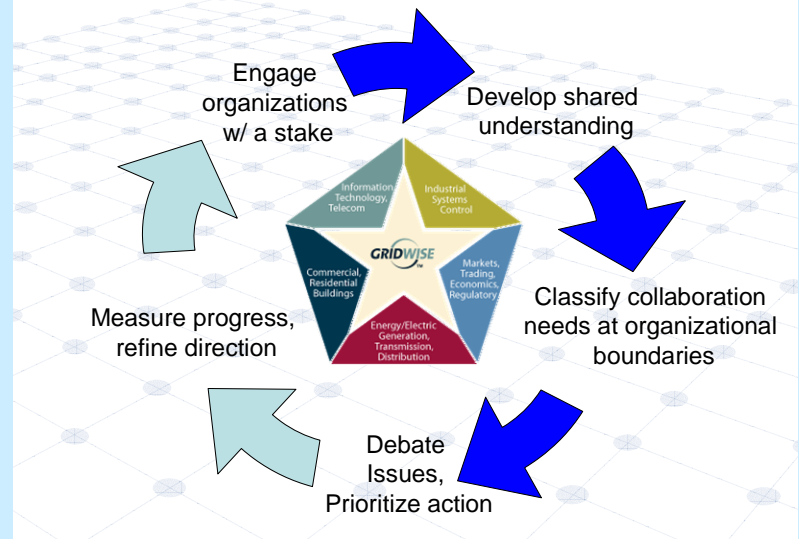 Engage
organizations
w/ a stake
Develop shared
understanding
Classify collaboration
needs at organizational
boundaries
Debate
Issues,
Prioritize action
Measure progress,
refine direction
Information
Technology,
Telecom
Industrial
Systems
Control
Markets,
Trading,
Economics,
Regulatory
Energy/Electric
Generation,
Transmission,
Distribution
Commercial,
Residential
Buildings
GRIDWISE
TM